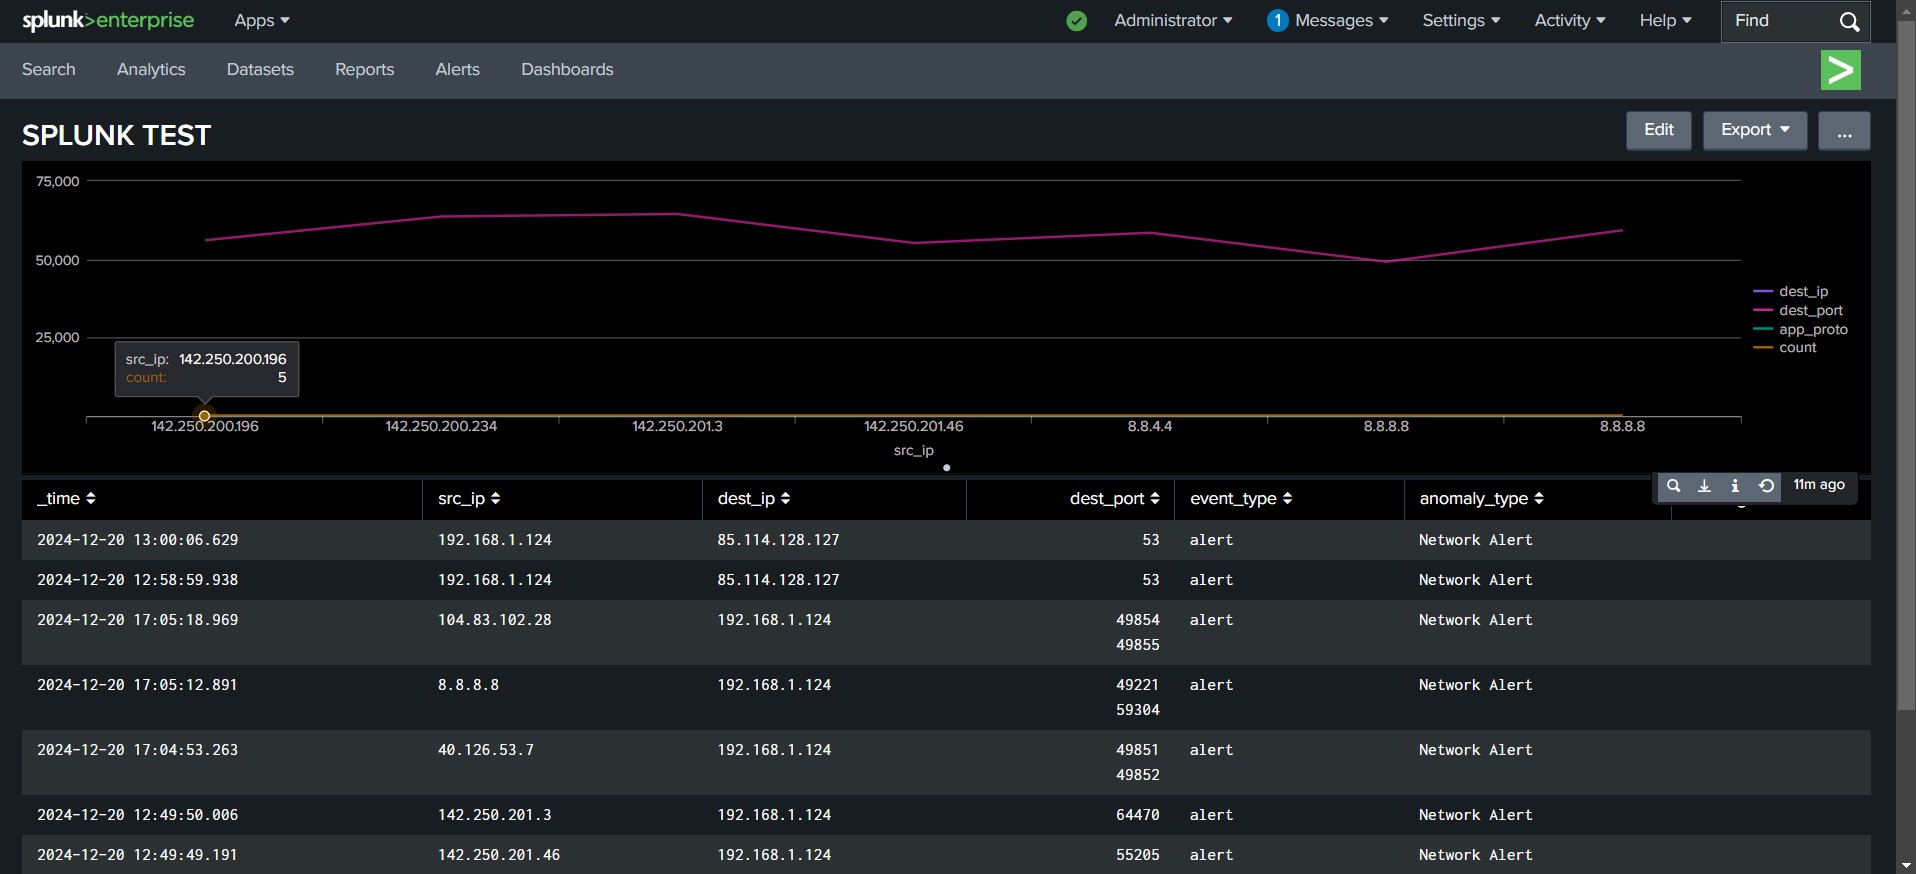 splunk>enterprise Apps Administrator 1 Messages Settings Activity Help Find
Search Analytics Datasets Reports Alerts Dashboards >
SPLUNK TEST Edit Export ...
75,000
50,000
25,000
dest_ip
dest_port
app_proto
count
src_ip: 142.250.200.196
count: 5
142.250.200.196 142.250.200.234 142.250.201.3 142.250.201.46 8.8.4.4 8.8.8.8 8.8.8.8
src_ip
11m ago
_time src_ip dest_ip dest_port event_type anomaly_type
2024-12-20 13:00:06.629 192.168.1.124 85.114.128.127 53 alert Network Alert
2024-12-20 12:58:59.938 192.168.1.124 85.114.128.127 53 alert Network Alert
2024-12-20 17:05:18.969 104.83.102.28 192.168.1.124 49854 alert Network Alert
49855
2024-12-20 17:05:12.891 8.8.8.8 192.168.1.124 49221 alert Network Alert
59304
2024-12-20 17:04:53.263 40.126.53.7 192.168.1.124 49851 alert Network Alert
49852
2024-12-20 12:49:50.006 142.250.201.3 192.168.1.124 64470 alert Network Alert
2024-12-20 12:49:49.191 142.250.201.46 192.168.1.124 55205 alert Network Alert